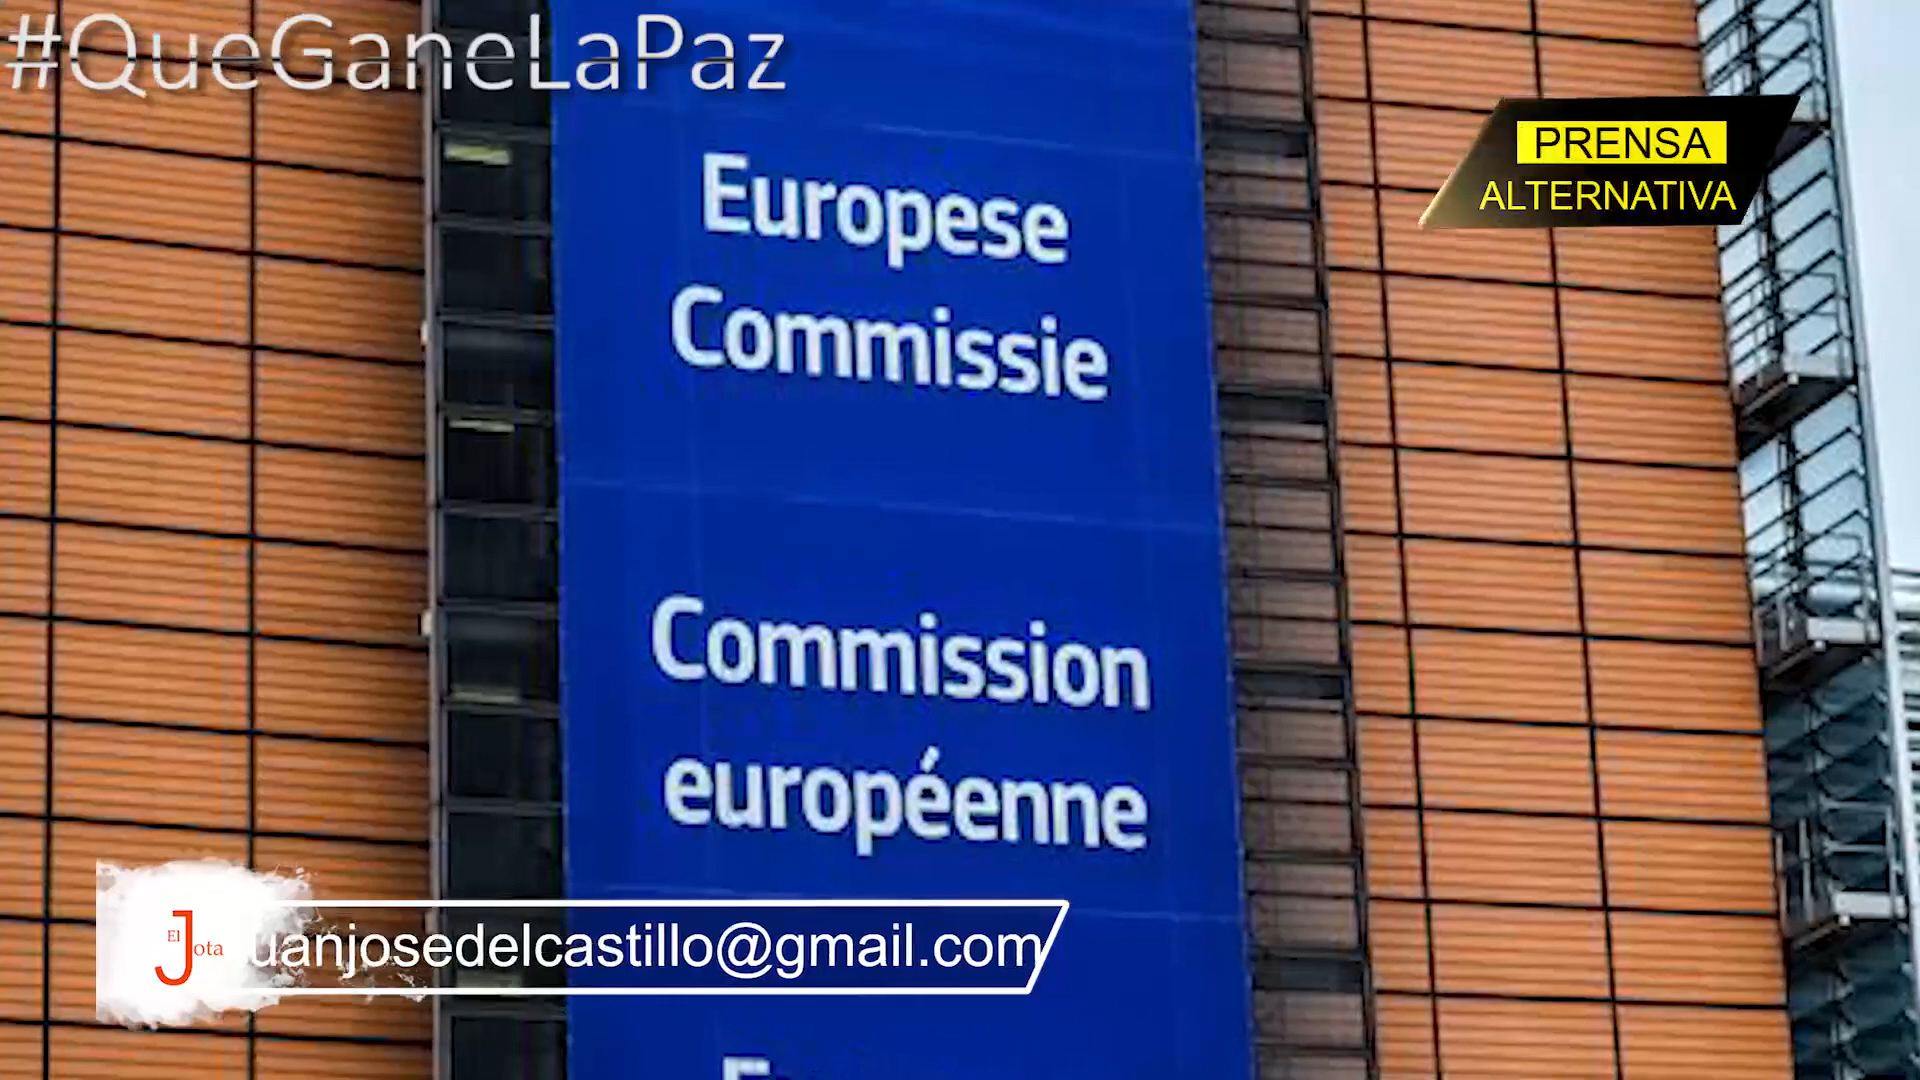 #QueGaneLaPaz
PRENSA
ALTERNATIVA
Europese
Commissie
Commission
européenne
El Jota
uanjosedelcastillo@gmail.com